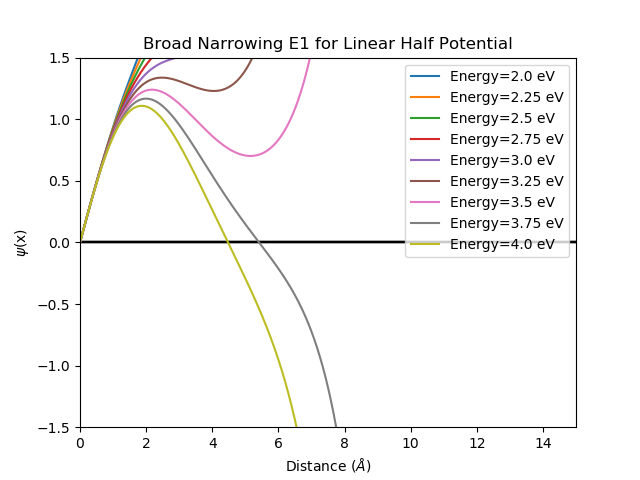 Broad Narrowing E1 for Linear Half Potential
1.5
1.0
0.5
0.0
−0.5
−1.0
−1.5
ψ(x)
Energy=2.0 eV
Energy=2.25 eV
Energy=2.5 eV
Energy=2.75 eV
Energy=3.0 eV
Energy=3.25 eV
Energy=3.5 eV
Energy=3.75 eV
Energy=4.0 eV
0 2 4 6 8 10 12 14
Distance (Å)